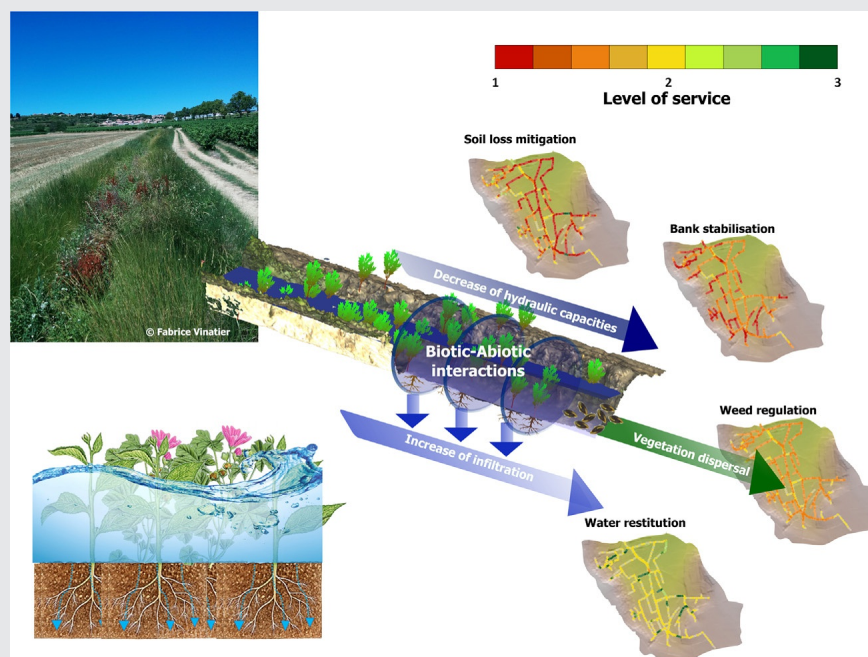 1
2
3
Level of service
Soil loss mitigation
Bank stabilisation
Decrease of hydraulic capacities
© Fabrice Vinatier
Biotic-Abiotic
interactions
Weed regulation
Vegetation dispersal
Increase of infiltration
Water restitution